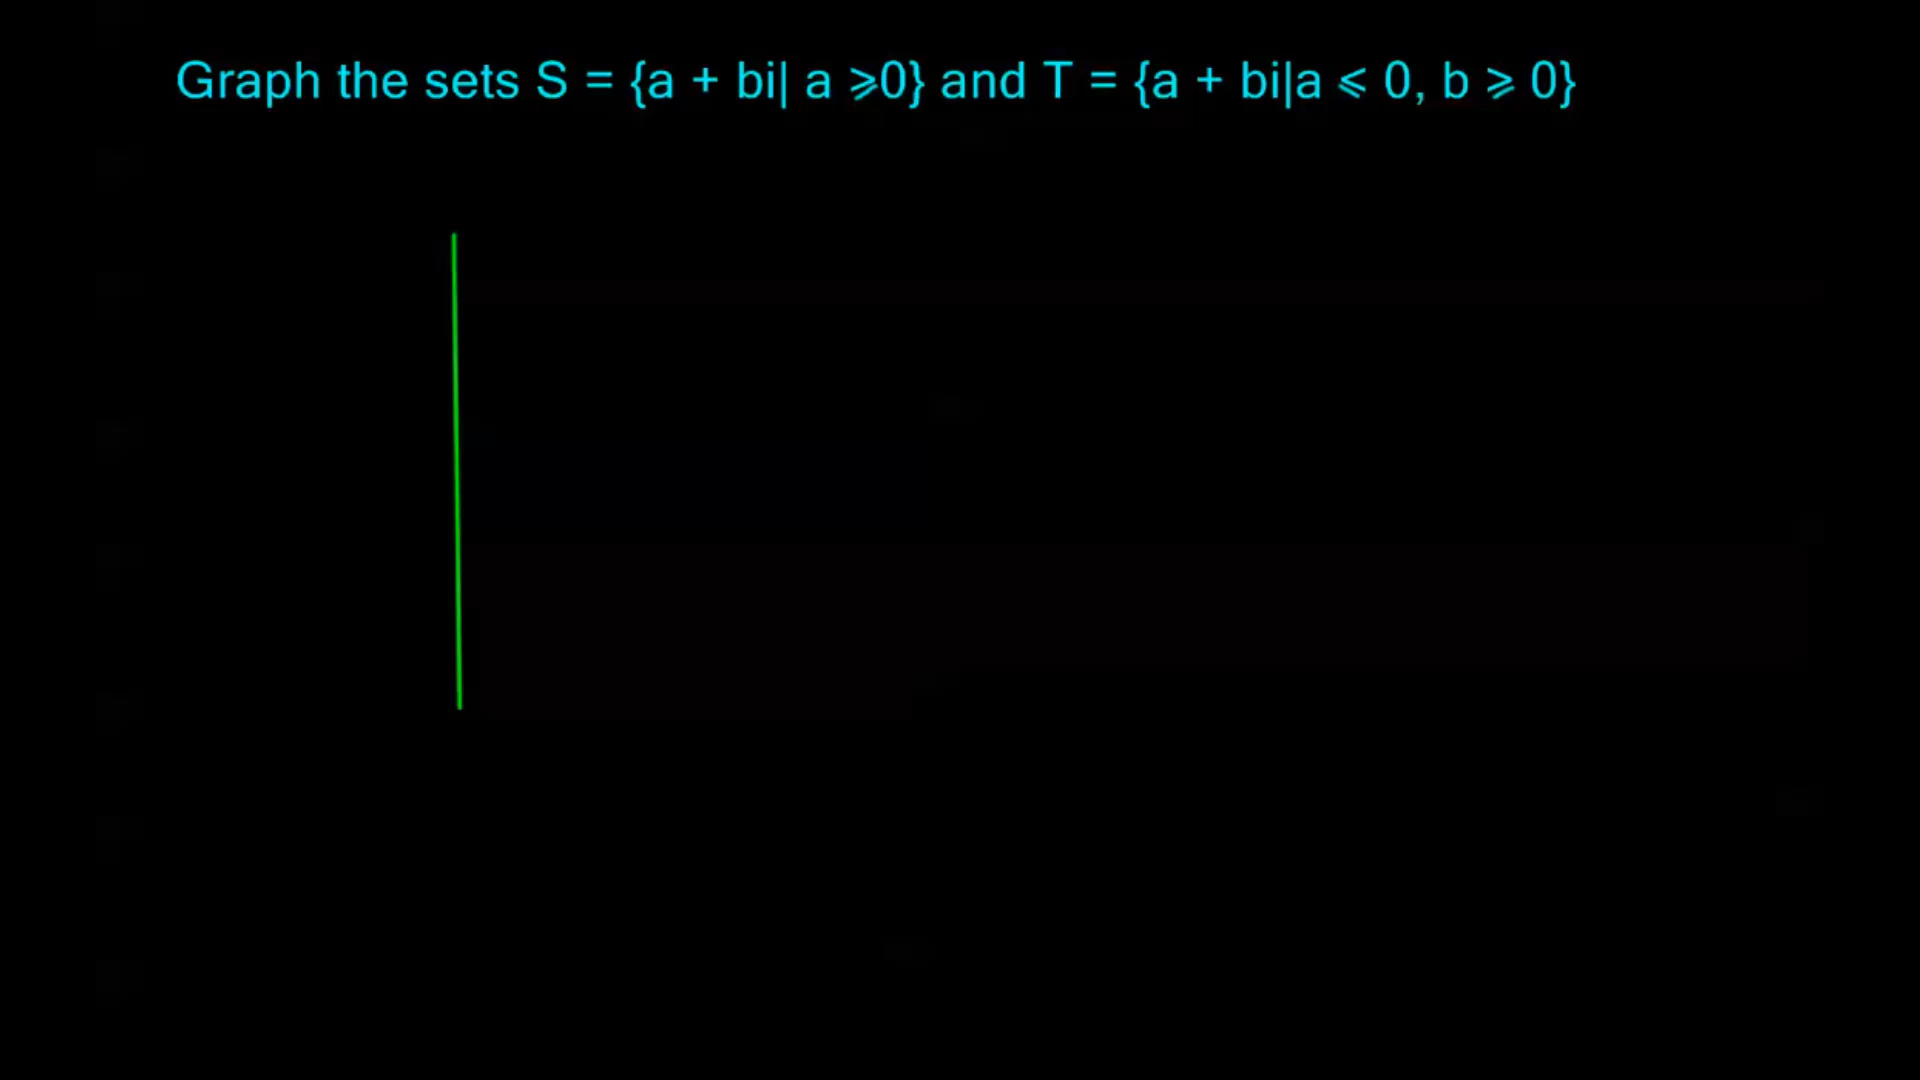 Graph the sets S = {a + bi| a ⩾0} and T = {a + bi|a ⩽ 0, b ⩾ 0}